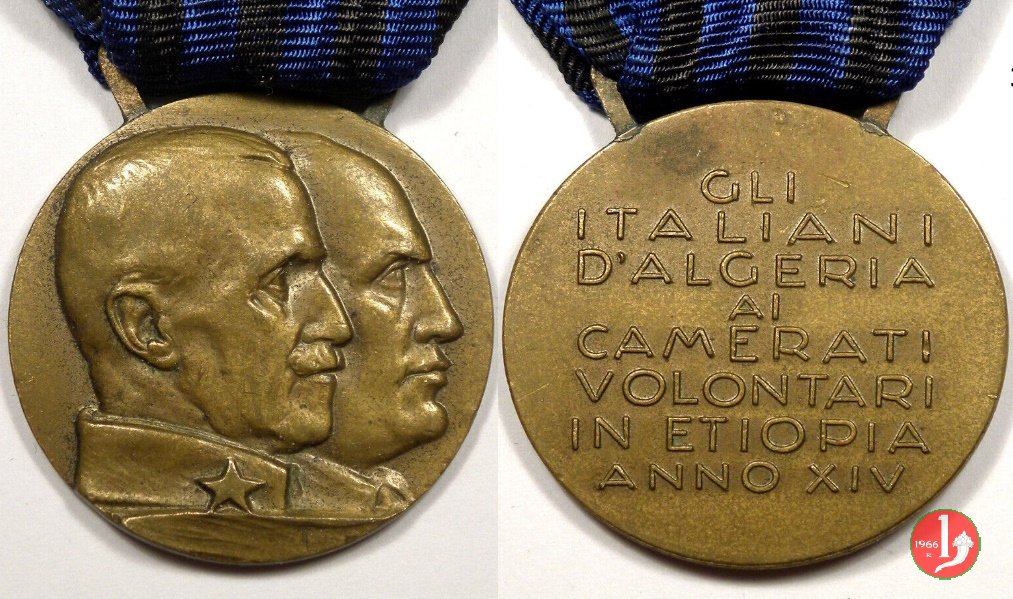 GLI
ITALIANI
D'ALGERIA
AI
CAMERATI
VOLONTARI
IN ETIOPIA
ANNO XIV
1966